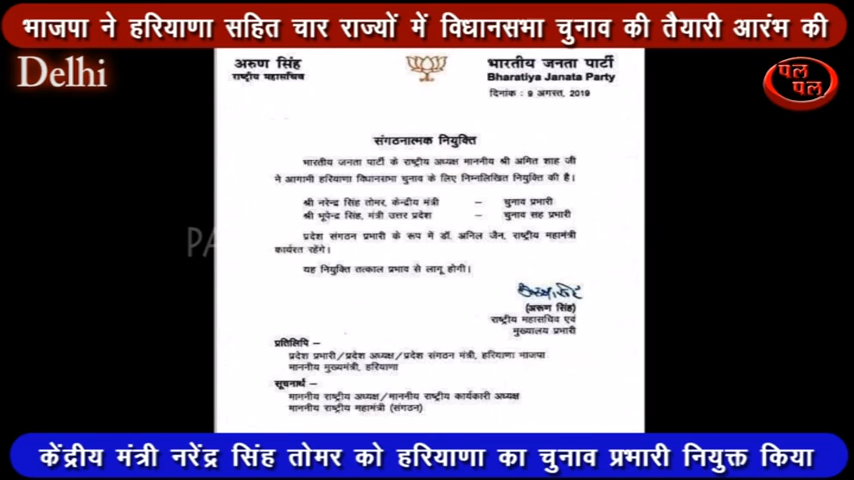 भाजपा ने हरियाणा सहित चार राज्यों में विधानसभा चुनाव की तैयारी आरंभ की
Delhi
पल
पल
अरुण सिंह
राष्ट्रीय महासचिव
भारतीय जनता पार्टी
Bharatiya Janata Party
दिनांक : 9 अगस्त, 2019
संगठनात्मक नियुक्ति
भारतीय जनता पार्टी के राष्ट्रीय अध्यक्ष माननीय श्री अमित शाह जी
ने आगामी हरियाणा विधानसभा चुनाव के लिए निम्नलिखित नियुक्ति की है।
श्री नरेन्द्र सिंह तोमर, केन्द्रीय मंत्री – चुनाव प्रभारी
श्री भूपेन्द्र सिंह, मंत्री उत्तर प्रदेश – चुनाव सह प्रभारी
प्रदेश संगठन प्रभारी के रूप में डॉ. अनिल जैन, राष्ट्रीय महामंत्री
कार्यरत रहेंगे।
यह नियुक्ति तत्काल प्रभाव से लागू होगी।
(अरूण सिंह)
राष्ट्रीय महासचिव एवं
मुख्यालय प्रभारी
प्रतिलिपि –
प्रदेश प्रभारी/प्रदेश अध्यक्ष/प्रदेश संगठन मंत्री, हरियाणा भाजपा
माननीय मुख्यमंत्री, हरियाणा
सूचनार्थ –
माननीय राष्ट्रीय अध्यक्ष/माननीय राष्ट्रीय कार्यकारी अध्यक्ष
माननीय राष्ट्रीय महामंत्री (संगठन)
केंद्रीय मंत्री नरेंद्र सिंह तोमर को हरियाणा का चुनाव प्रभारी नियुक्त किया